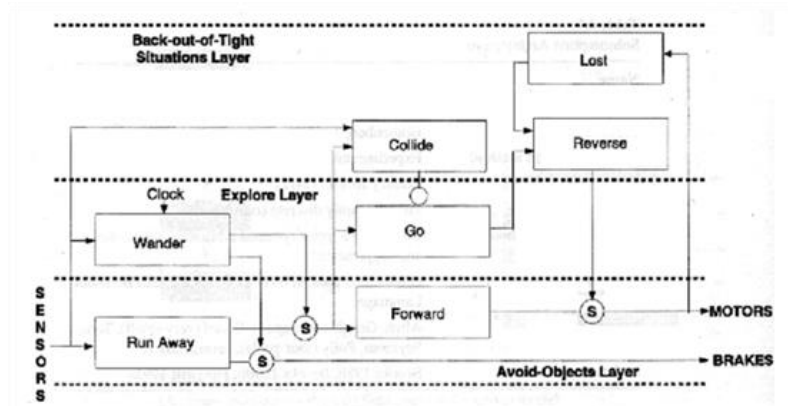 Back-out-of-Tight
Situations Layer
Lost
Collide
Reverse
Clock
Explore Layer
Wander
Go
SENSORS
Forward
S
MOTORS
Run Away
S
S
BRAKES
Avoid-Objects Layer